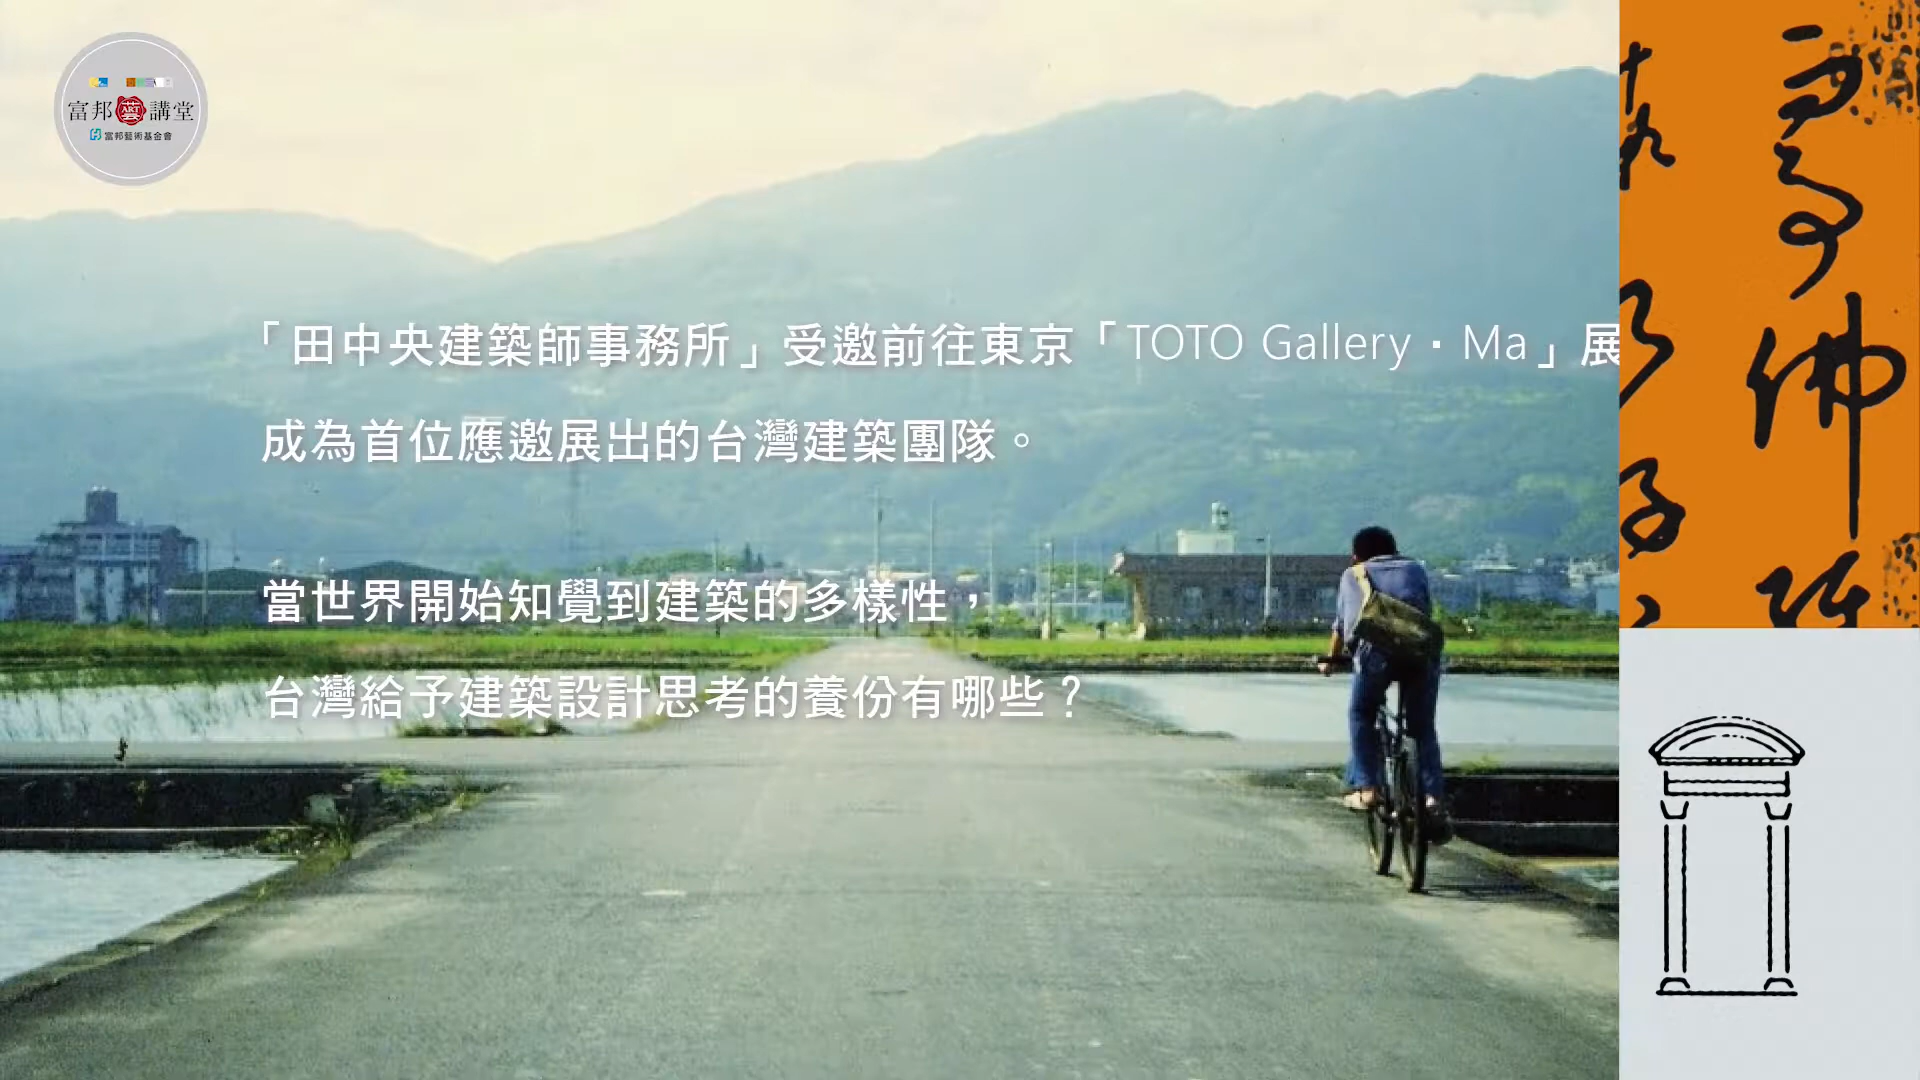 富邦藝講堂
ART
富邦藝術基金會
「田中央建築師事務所」受邀前往東京「TOTO Gallery・Ma」展
成為首位應邀展出的台灣建築團隊。
當世界開始知覺到建築的多樣性，
台灣給予建築設計思考的養份有哪些？
佛